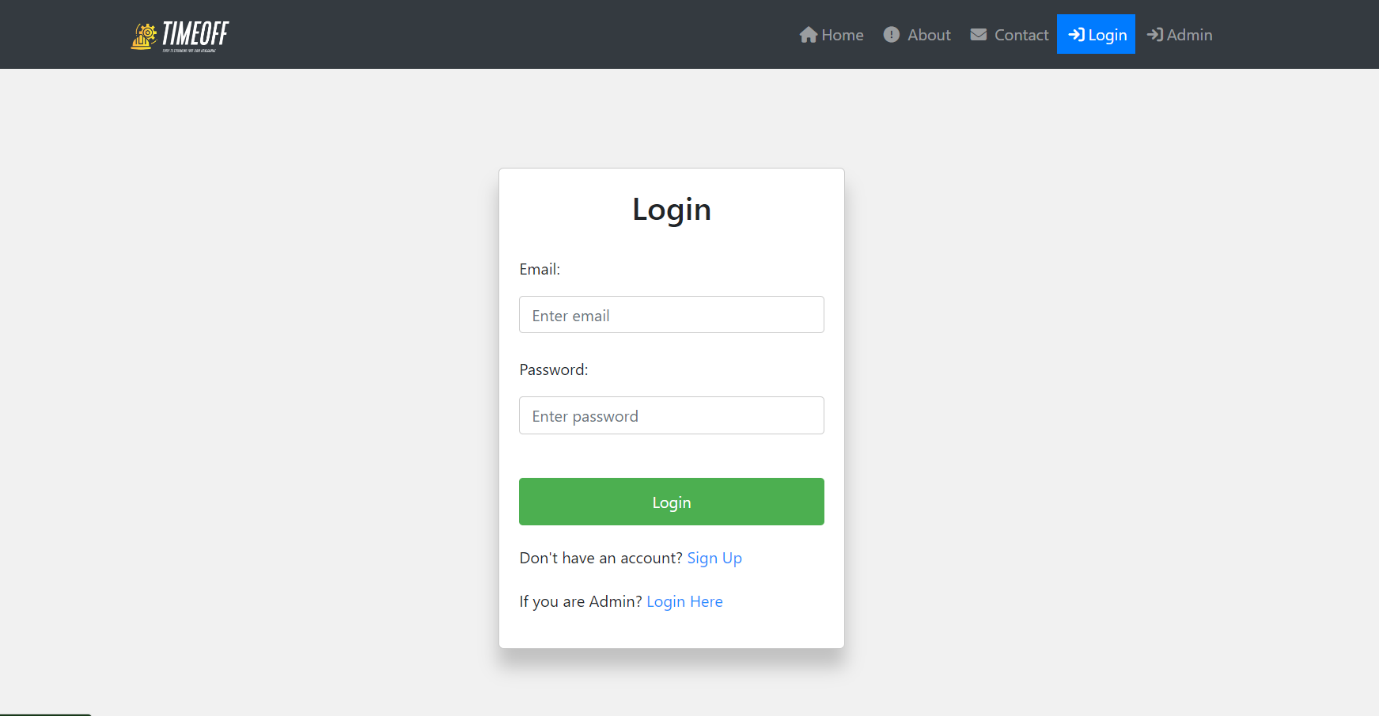 TIMEOFF
Home About Contact Login Admin
Login
Email:
Enter email
Password:
Enter password
Login
Don't have an account? Sign Up
If you are Admin? Login Here